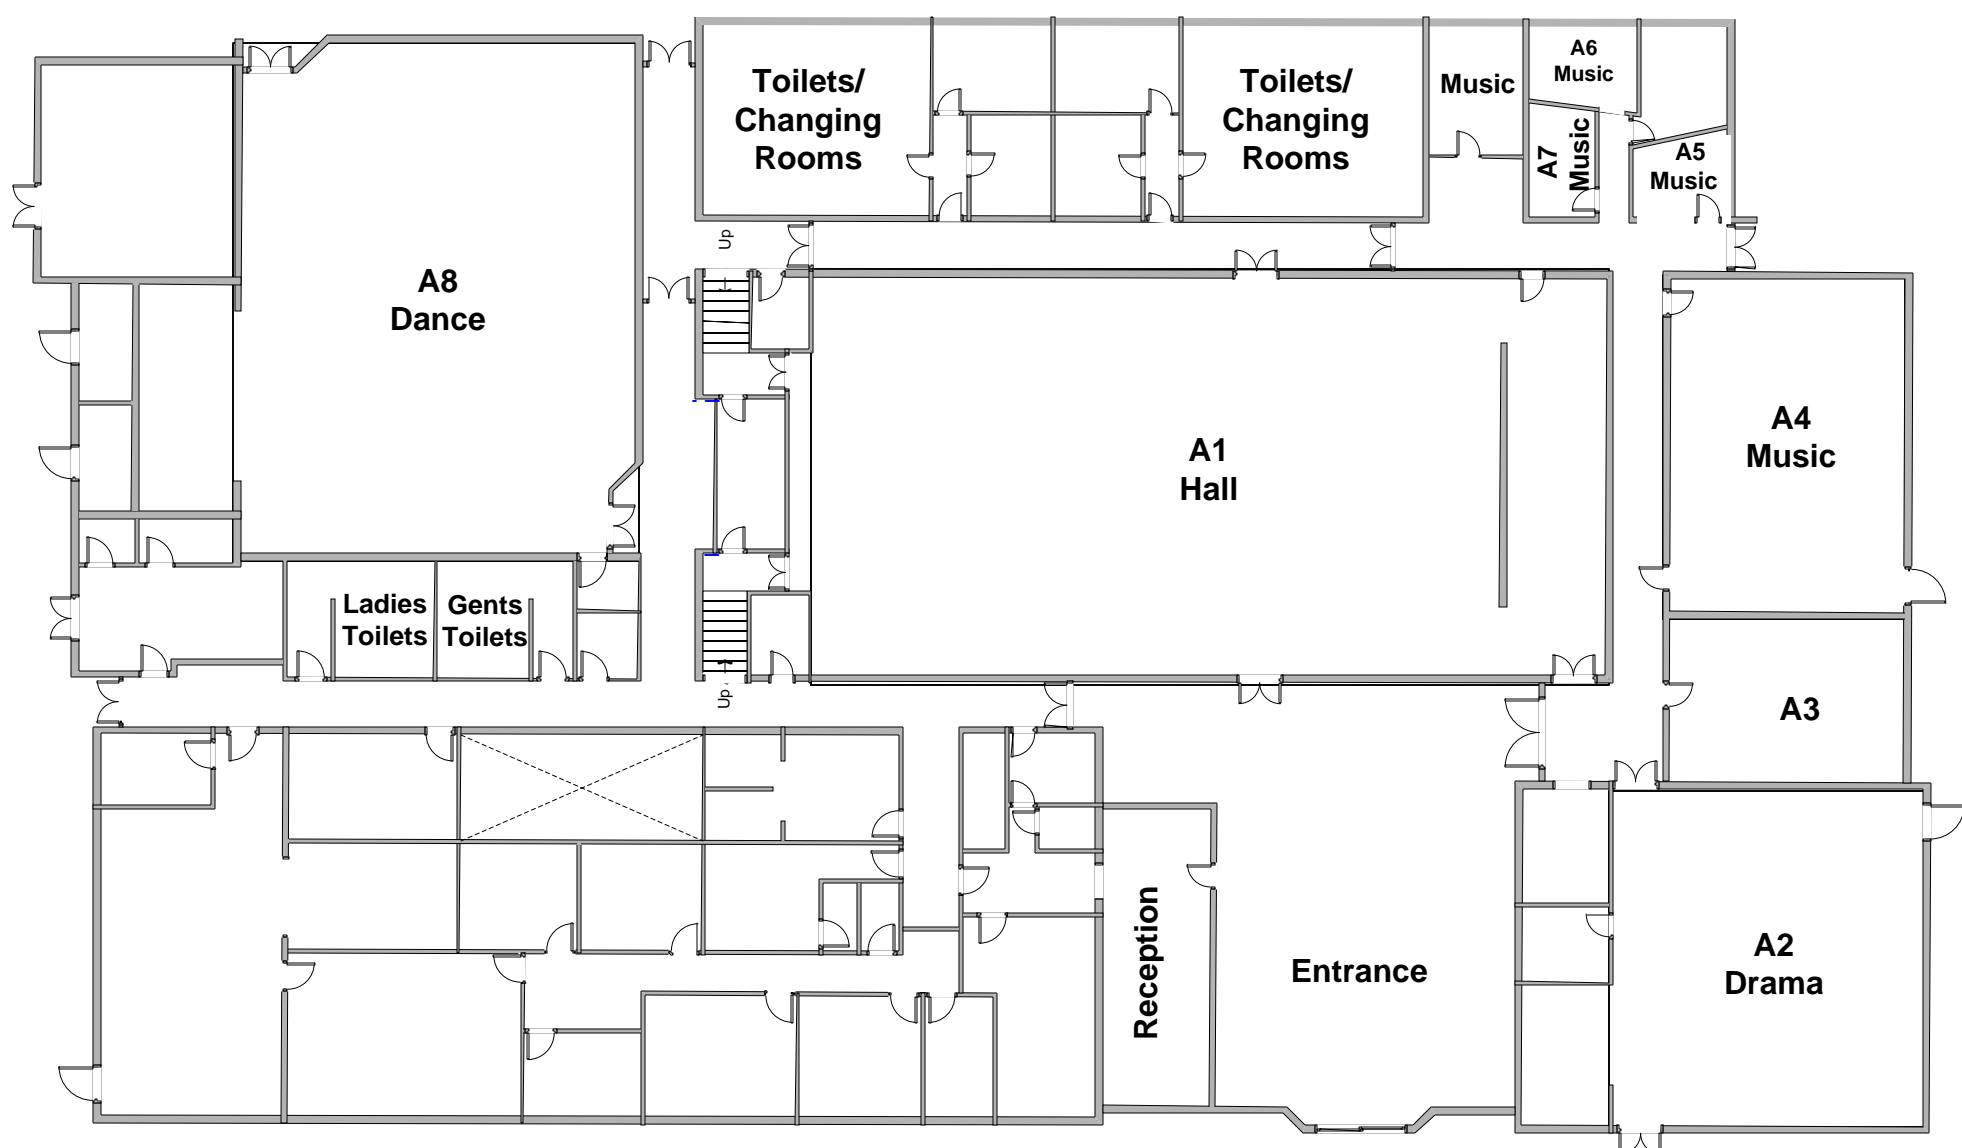 Toilets/
Changing
Rooms
Toilets/
Changing
Rooms
Music
A6
Music
A7
Music
A5
Music
Up
A8
Dance
A1
Hall
A4
Music
Ladies
Toilets
Gents
Toilets
Up
A3
Reception
Entrance
A2
Drama